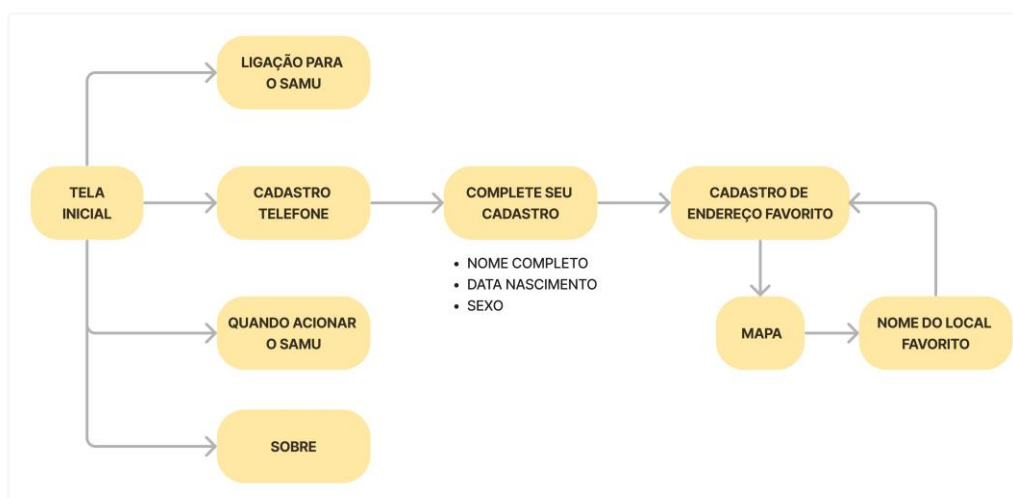 LIGAÇÃO PARA
O SAMU
TELA
INICIAL
CADASTRO
TELEFONE
COMPLETE SEU
CADASTRO
CADASTRO DE
ENDEREÇO FAVORITO
• NOME COMPLETO
• DATA NASCIMENTO
• SEXO
QUANDO ACIONAR
O SAMU
MAPA
NOME DO LOCAL
FAVORITO
SOBRE